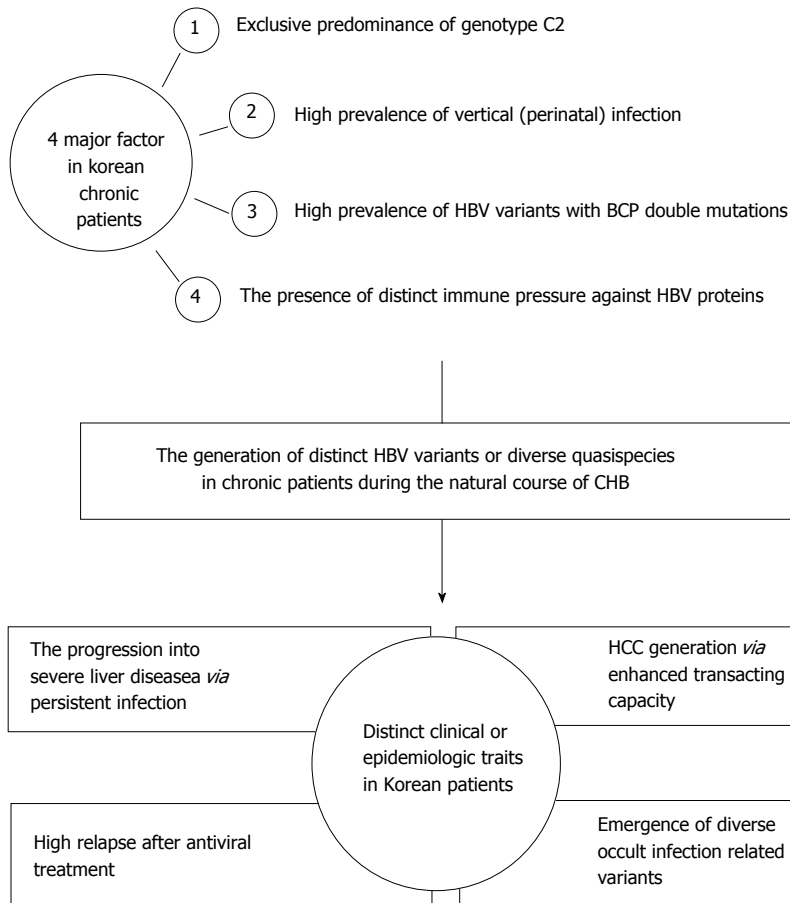 1 Exclusive predominance of genotype C2
4 major factor
in korean
chronic
patients
2 High prevalence of vertical (perinatal) infection
3 High prevalence of HBV variants with BCP double mutations
4 The presence of distinct immune pressure against HBV proteins
The generation of distinct HBV variants or diverse quasispecies
in chronic patients during the natural course of CHB
The progression into
severe liver diseasea via
persistent infection
HCC generation via
enhanced transacting
capacity
Distinct clinical or
epidemiologic traits
in Korean patients
High relapse after antiviral
treatment
Emergence of diverse
occult infection related
variants